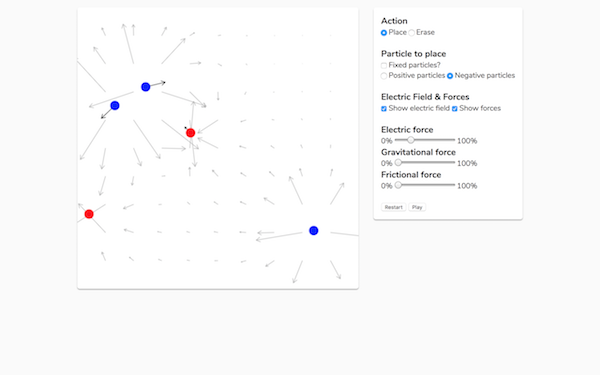 Action
Place Erase
Particle to place
Fixed particles?
Positive particles Negative particles
Electric Field & Forces
Show electric field Show forces
Electric force
0% 100%
Gravitational force
0% 100%
Frictional force
0% 100%
Restart Play